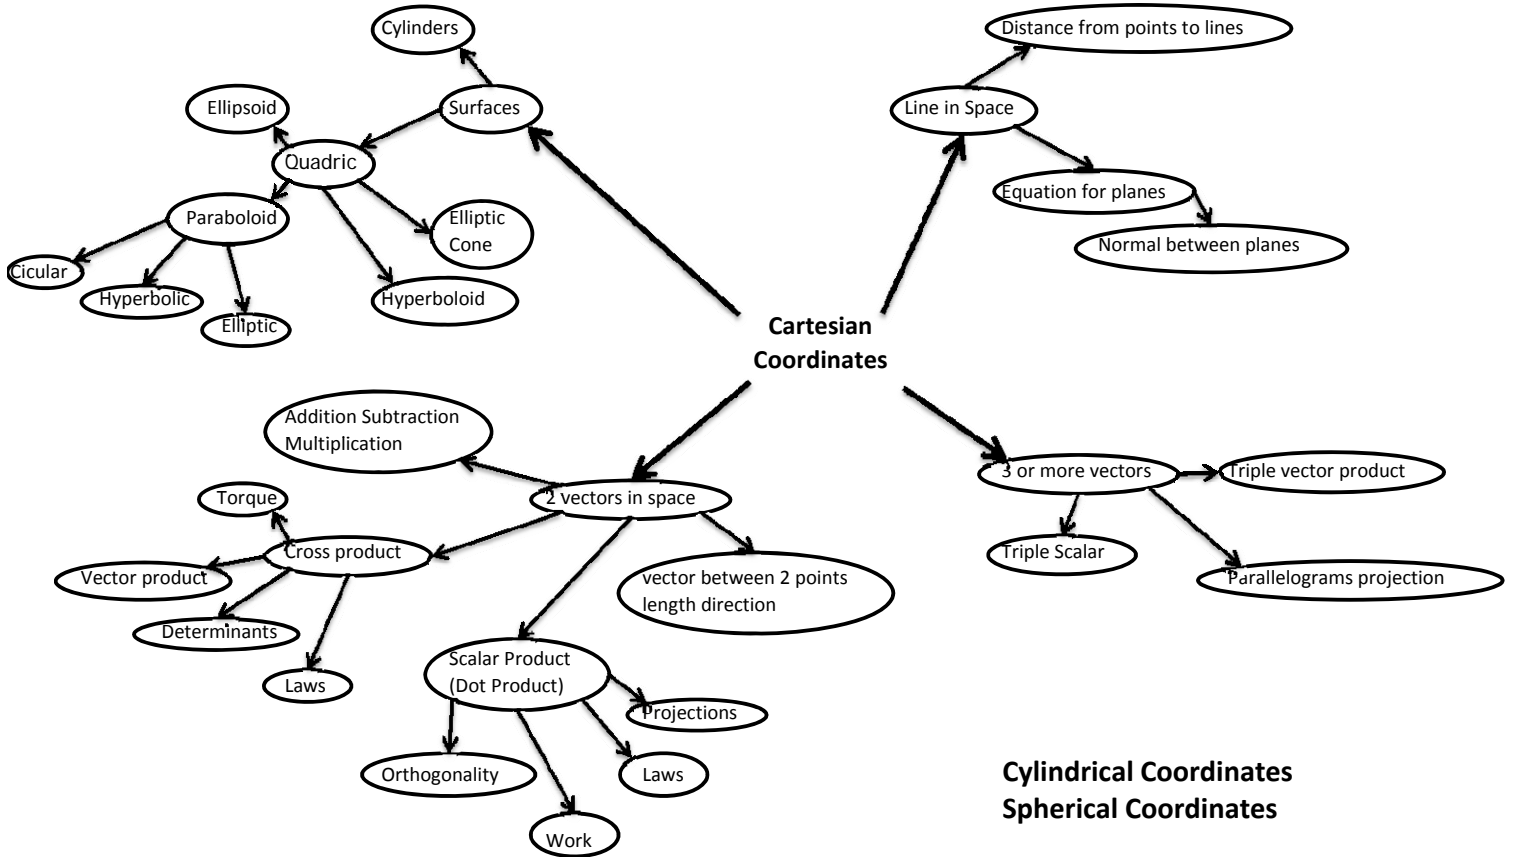 Cylinders
Distance from points to lines
Ellipsoid
Surfaces
Line in Space
Quadric
Equation for planes
Paraboloid
Elliptic
Cone
Normal between planes
Cicular
Hyperbolic
Hyperboloid
Elliptic
Cartesian
Coordinates
Addition Subtraction
Multiplication
2 vectors in space
3 or more vectors
Triple vector product
Torque
Cross product
Triple Scalar
Vector product
vector between 2 points
length direction
Parallelograms projection
Determinants
Laws
Scalar Product
(Dot Product)
Projections
Orthogonality
Laws
Work
Cylindrical Coordinates
Spherical Coordinates